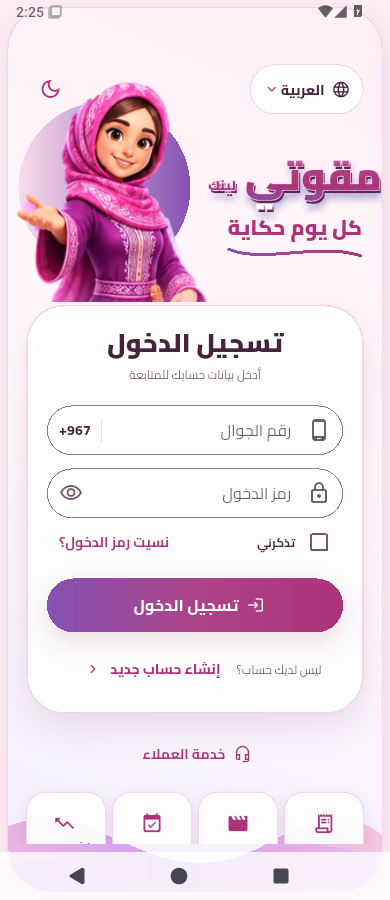 2:25
العربية
مقوتي لينك
كل يوم حكاية
تسجيل الدخول
أدخل بيانات حسابك للمتابعة
رقم الجوال
+967
رمز الدخول
تذكرني
نسيت رمز الدخول؟
تسجيل الدخول
ليس لديك حساب؟ إنشاء حساب جديد
خدمة العملاء